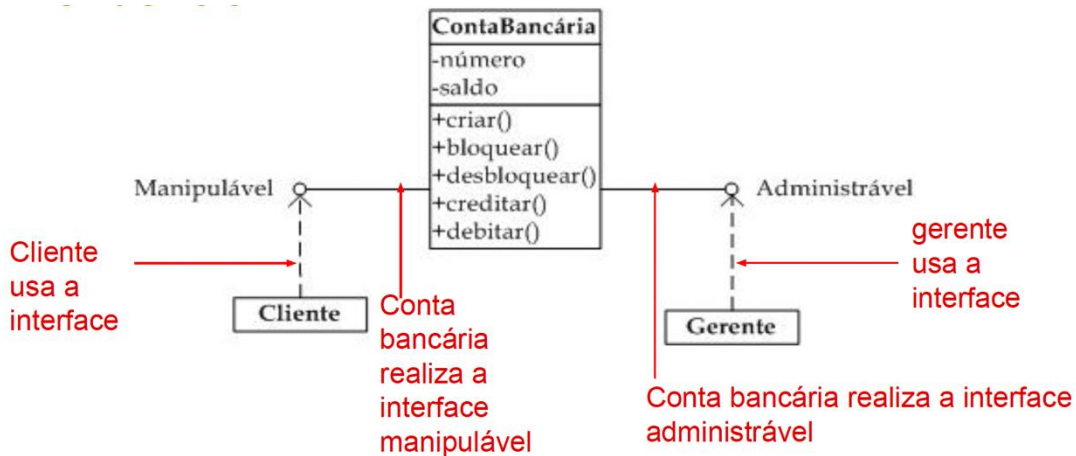 ContaBancária
-número
-saldo
+criar()
+bloquear()
+desbloquear()
+creditar()
+debitar()
Manipulável
Administrável
Cliente
usa a
interface
Cliente
Conta
bancária
realiza a
interface
manipulável
gerente
usa a
interface
Gerente
Conta bancária realiza a interface
administrável